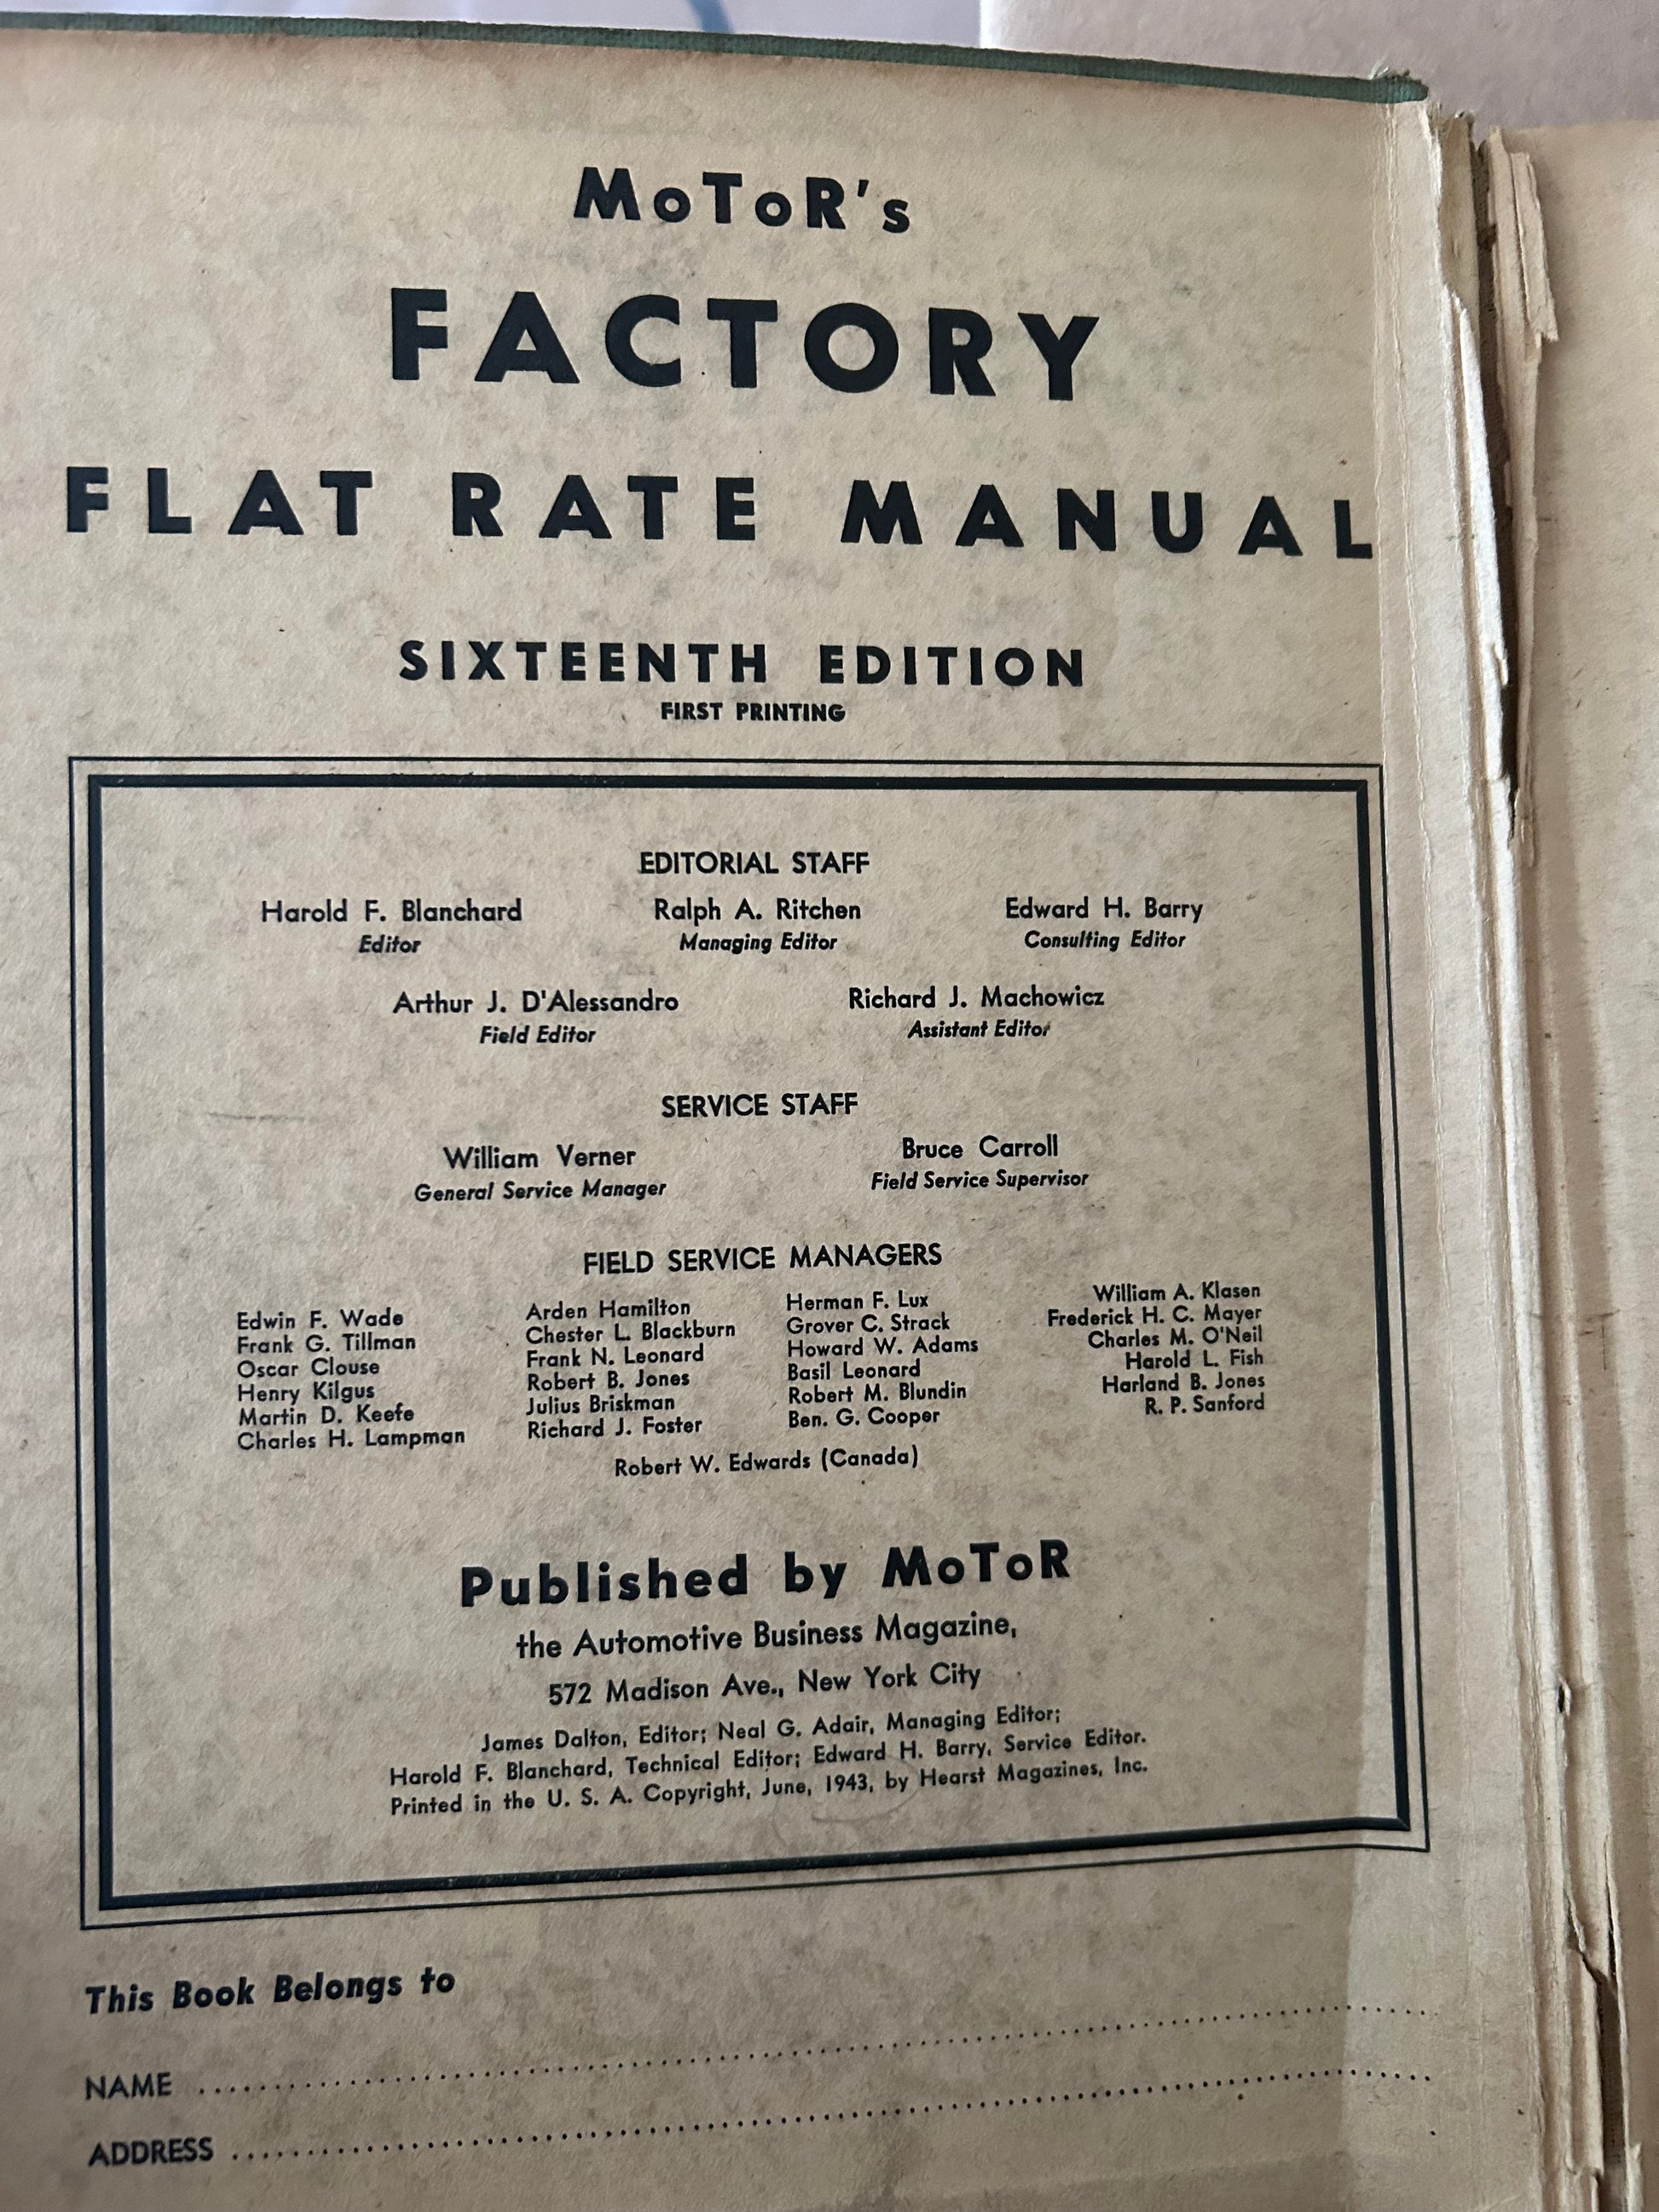 MoToR's
FACTORY
FLAT RATE MANUAL
SIXTEENTH EDITION
FIRST PRINTING
EDITORIAL STAFF
Harold F. Blanchard Ralph A. Ritchen Edward H. Barry
Editor Managing Editor Consulting Editor
Arthur J. D'Alessandro Richard J. Machowicz
Field Editor Assistant Editor
SERVICE STAFF
William Verner Bruce Carroll
General Service Manager Field Service Supervisor
FIELD SERVICE MANAGERS
Edwin F. Wade Arden Hamilton Herman F. Lux William A. Klasen
Frank G. Tillman Chester L. Blackburn Grover C. Strack Frederick H. C. Mayer
Oscar Clouse Frank N. Leonard Howard W. Adams Charles M. O'Neil
Henry Kilgus Robert B. Jones Basil Leonard Harold L. Fish
Martin D. Keefe Julius Briskman Robert M. Blundin Harland B. Jones
Charles H. Lampman Richard J. Foster Ben. G. Cooper R. P. Sanford
Robert W. Edwards (Canada)
Published by MoToR
the Automotive Business Magazine,
572 Madison Ave., New York City
James Dalton, Editor; Neal G. Adair, Managing Editor;
Harold F. Blanchard, Technical Editor; Edward H. Barry, Service Editor.
Printed in the U. S. A. Copyright, June, 1943, by Hearst Magazines, Inc.
This Book Belongs to
NAME
ADDRESS